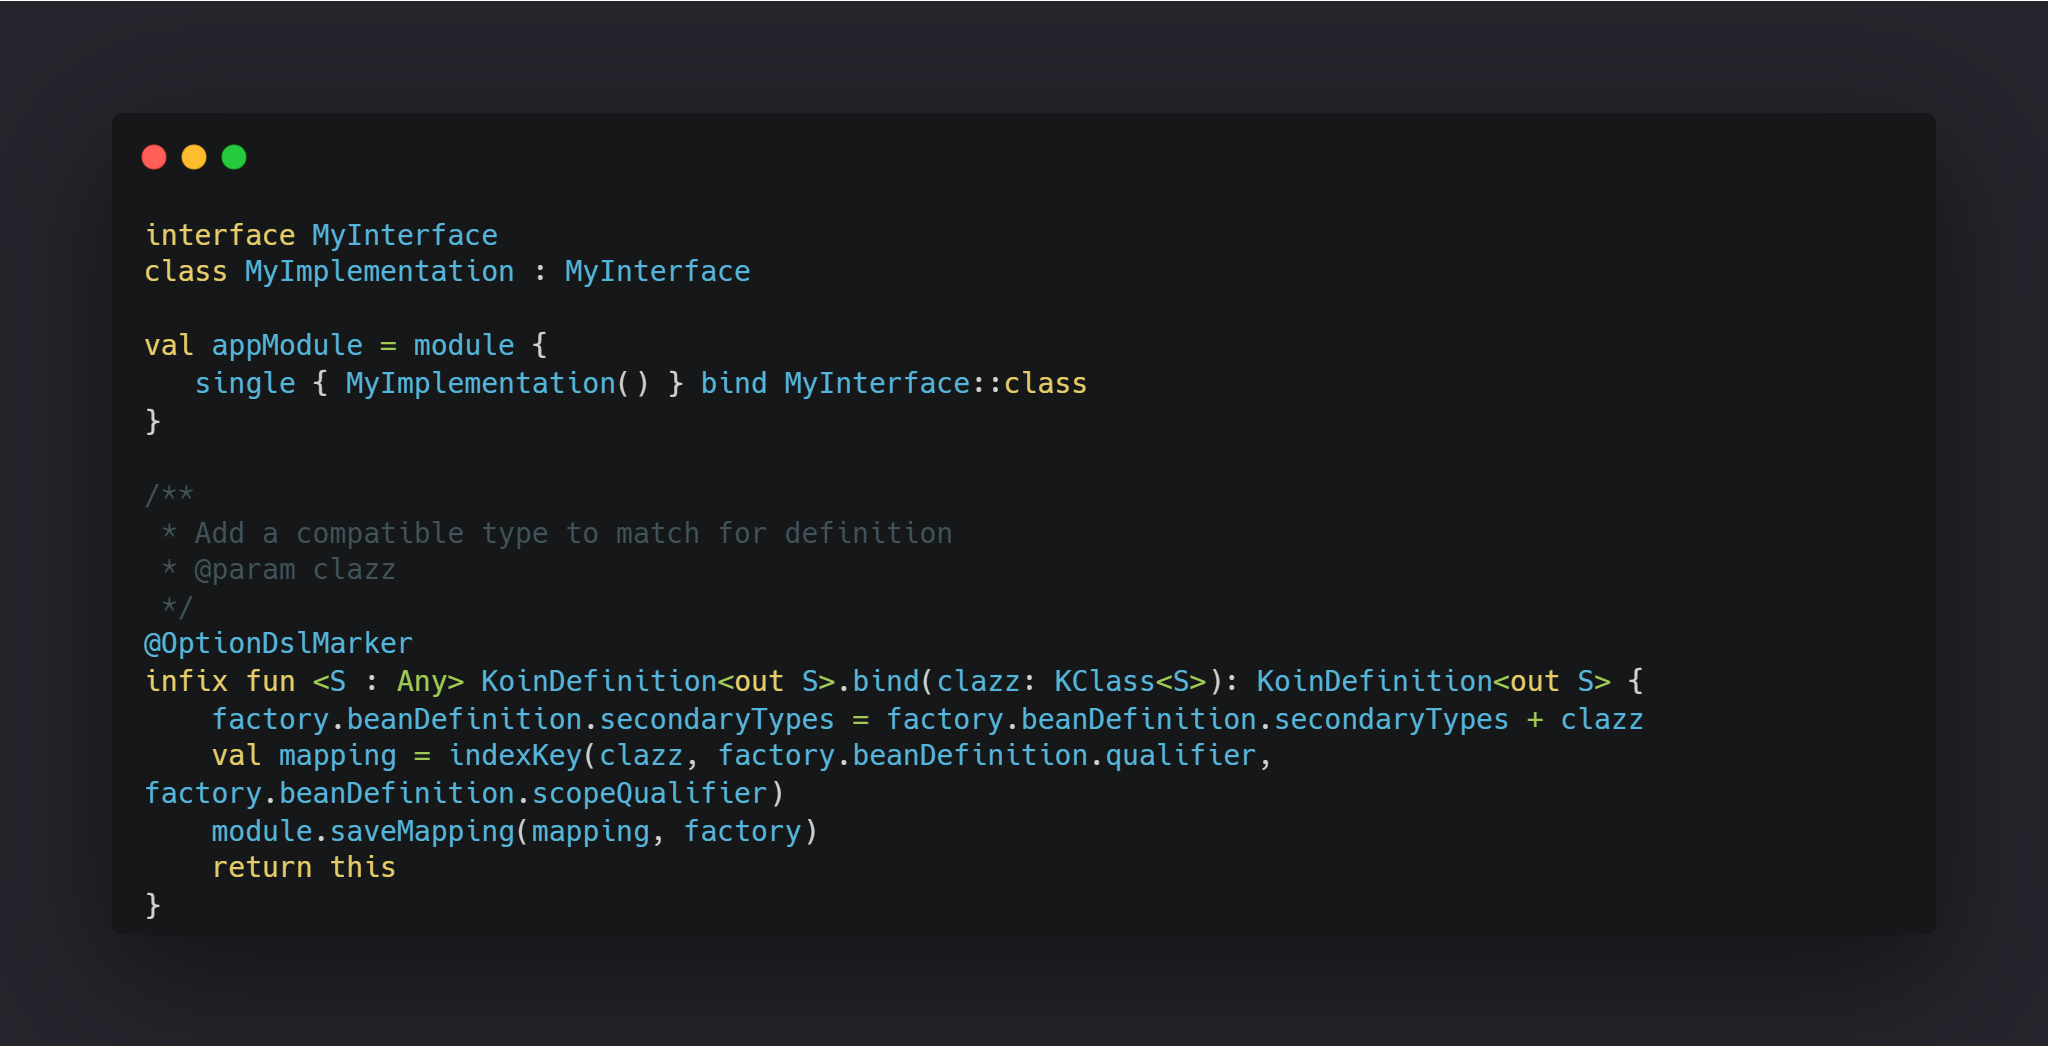 interface MyInterface
class MyImplementation : MyInterface

val appModule = module {
   single { MyImplementation() } bind MyInterface::class
}

/**
 * Add a compatible type to match for definition
 * @param clazz
 */
@OptionDslMarker
infix fun <S : Any> KoinDefinition<out S>.bind(clazz: KClass<S>): KoinDefinition<out S> {
    factory.beanDefinition.secondaryTypes = factory.beanDefinition.secondaryTypes + clazz
    val mapping = indexKey(clazz, factory.beanDefinition.qualifier,
factory.beanDefinition.scopeQualifier)
    module.saveMapping(mapping, factory)
    return this
}